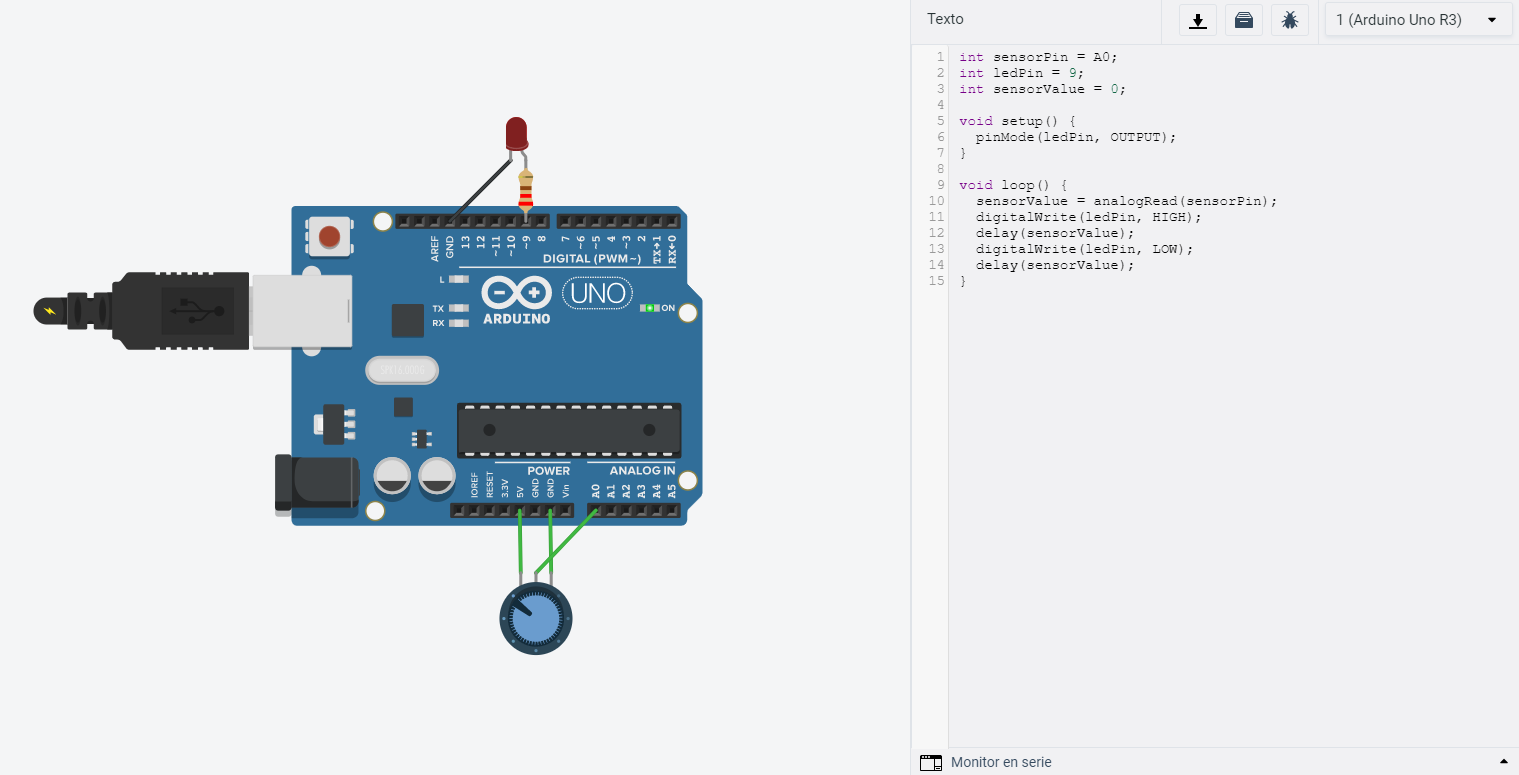 Texto
1 (Arduino Uno R3)
1 int sensorPin = A0;
2 int ledPin = 9;
3 int sensorValue = 0;
4
5 void setup() {
6 pinMode(ledPin, OUTPUT);
7 }
8
9 void loop() {
10 sensorValue = analogRead(sensorPin);
11 digitalWrite(ledPin, HIGH);
12 delay(sensorValue);
13 digitalWrite(ledPin, LOW);
14 delay(sensorValue);
15 }
Monitor en serie
AREF GND 13 12 ~11 ~10 ~9 8 7 ~6 ~5 4 ~3 2 TX→1 RX←0
DIGITAL (PWM~)
L
TX
RX
UNO
ON
ARDUINO
POWER
ANALOG IN
IOREF RESET 3.3V 5V GND GND Vin A0 A1 A2 A3 A4 A5